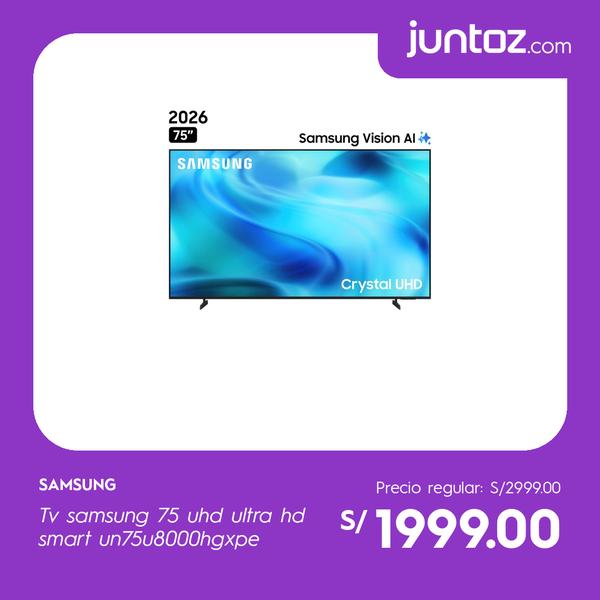 juntoz.com
2026
75"
Samsung Vision AI
SAMSUNG
Crystal UHD
SAMSUNG
Tv samsung 75 uhd ultra hd
smart un75u8000hgxpe
Precio regular: S/2999.00
S/1999.00